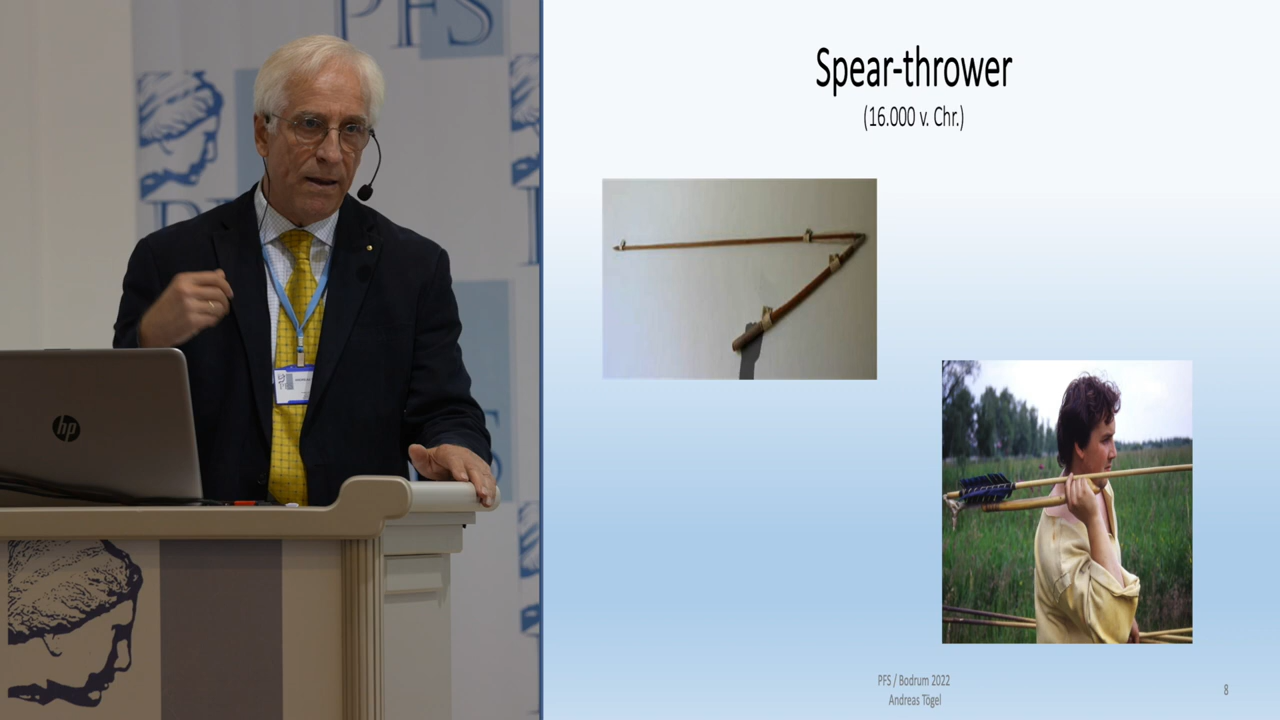 PFS
hp
Spear-thrower
(16.000 v. Chr.)
PFS / Bodrum 2022
Andreas Tögel
8